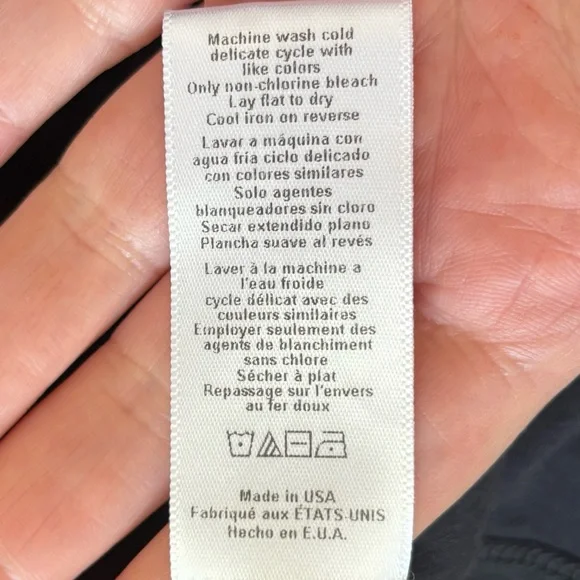 Machine wash cold
delicate cycle with
like colors
Only non-chlorine bleach
Lay flat to dry
Cool iron on reverse
Lavar a máquina con
agua fría ciclo delicado
con colores similares
Solo agentes
blanqueadores sin cloro
Secar extendido plano
Plancha suave al revés
Laver à la machine a
l'eau froide
cycle délicat avec des
couleurs similaires
Employer seulement des
agents de blanchiment
sans chlore
Sécher à plat
Repassage sur l'envers
au fer doux
Made in USA
Fabriqué aux ÉTATS-UNIS
Hecho en E.U.A.